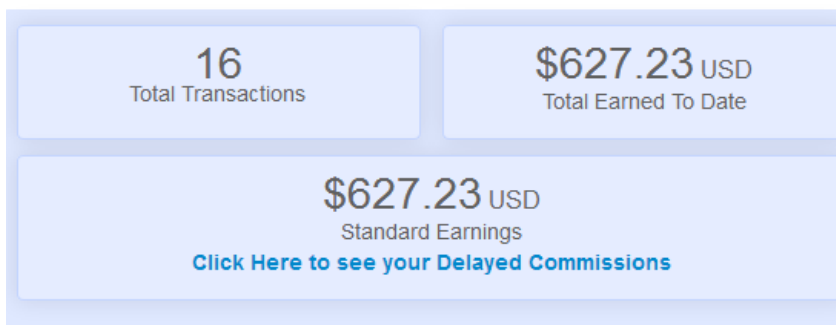 16
Total Transactions
$627.23 USD
Total Earned To Date
$627.23 USD
Standard Earnings
Click Here to see your Delayed Commissions